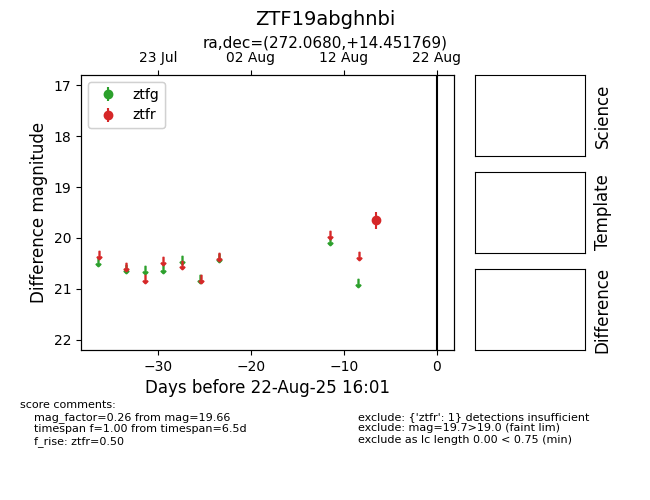 ZTF19abghnbi
ra,dec=(272.0680,+14.451769)
23 Jul 02 Aug 12 Aug 22 Aug
ztfg
ztfr
17
18
19
20
21
22
Difference magnitude
−30 −20 −10 0
Days before 22-Aug-25 16:01
Science
Template
Difference
score comments:
mag_factor=0.26 from mag=19.66
timespan f=1.00 from timespan=6.5d
f_rise: ztfr=0.50
exclude: {'ztfr': 1} detections insufficient
exclude: mag=19.7>19.0 (faint lim)
exclude as lc length 0.00 < 0.75 (min)